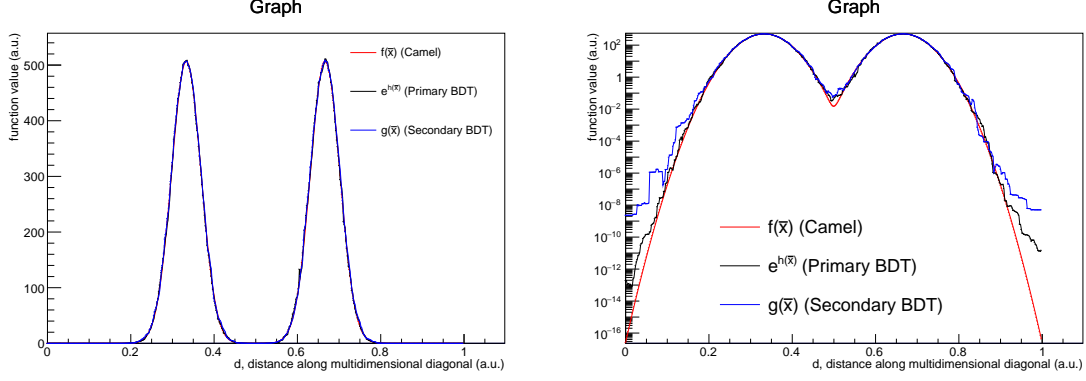 Graph
function value (a.u.)
500
400
300
200
100
0
f(x̅) (Camel)
e^h(x̅) (Primary BDT)
g(x̅) (Secondary BDT)
0 0.2 0.4 0.6 0.8 1
d, distance along multidimensional diagonal (a.u.)
Graph
function value (a.u.)
10^2
1
10^−2
10^−4
10^−6
10^−8
10^−10
10^−12
10^−14
10^−16
f(x̅) (Camel)
e^h(x̅) (Primary BDT)
g(x̅) (Secondary BDT)
0 0.2 0.4 0.6 0.8 1
d, distance along multidimensional diagonal (a.u.)